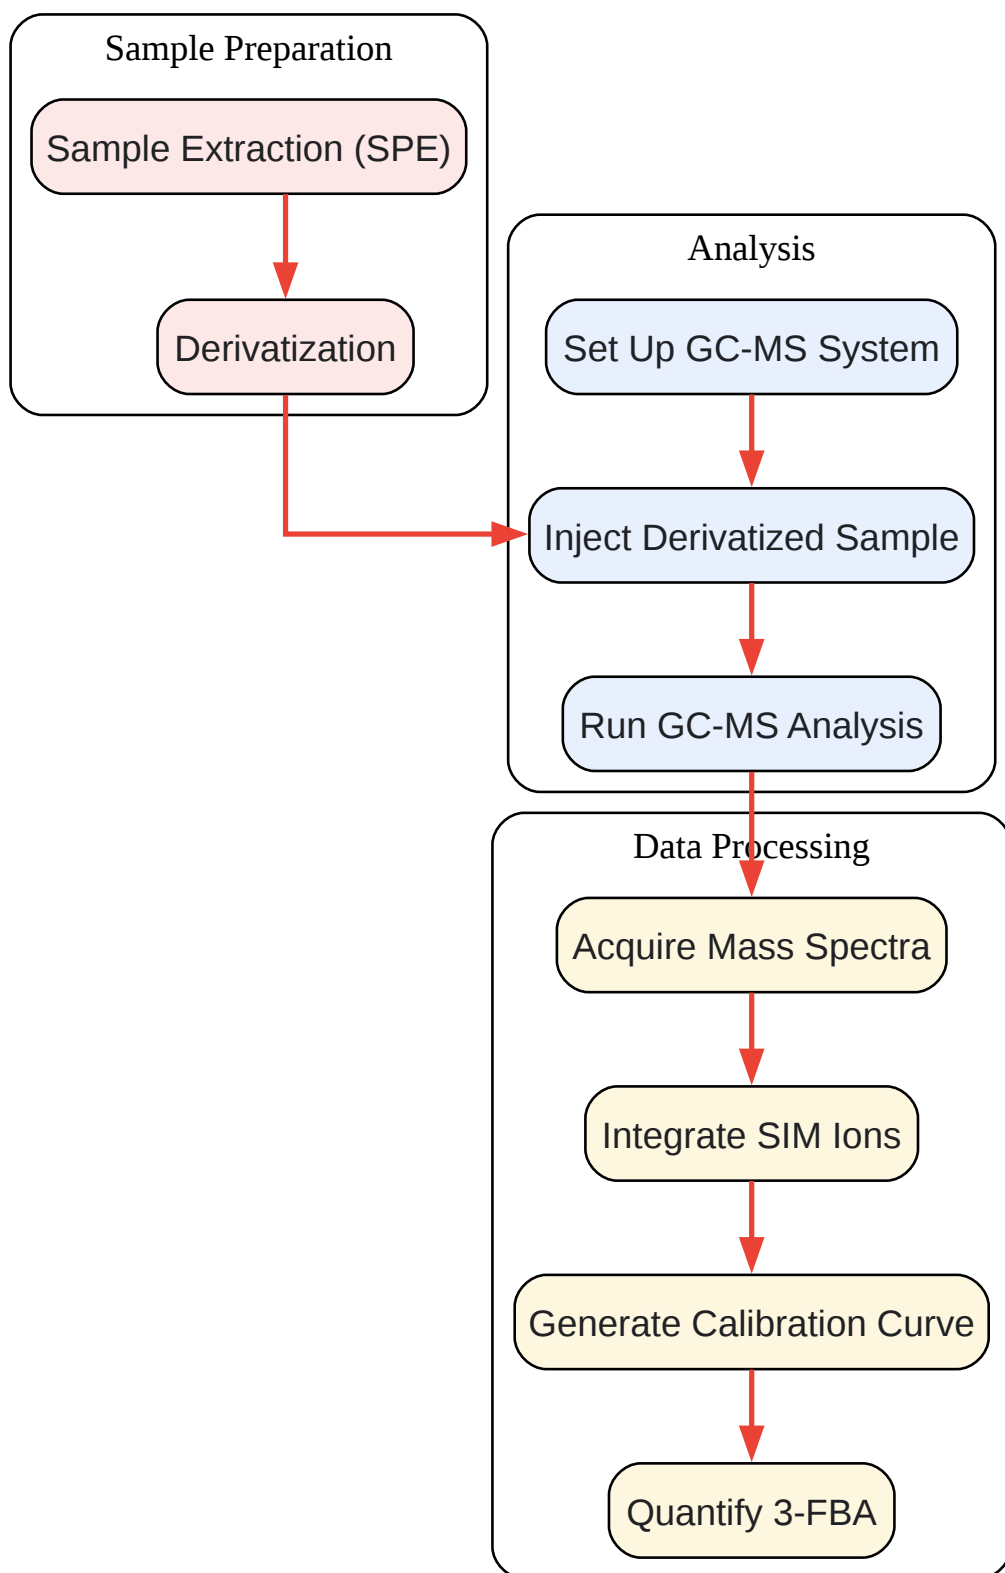 Sample Preparation
Sample Extraction (SPE)
Derivatization
Analysis
Set Up GC-MS System
Inject Derivatized Sample
Run GC-MS Analysis
Data Processing
Acquire Mass Spectra
Integrate SIM Ions
Generate Calibration Curve
Quantify 3-FBA